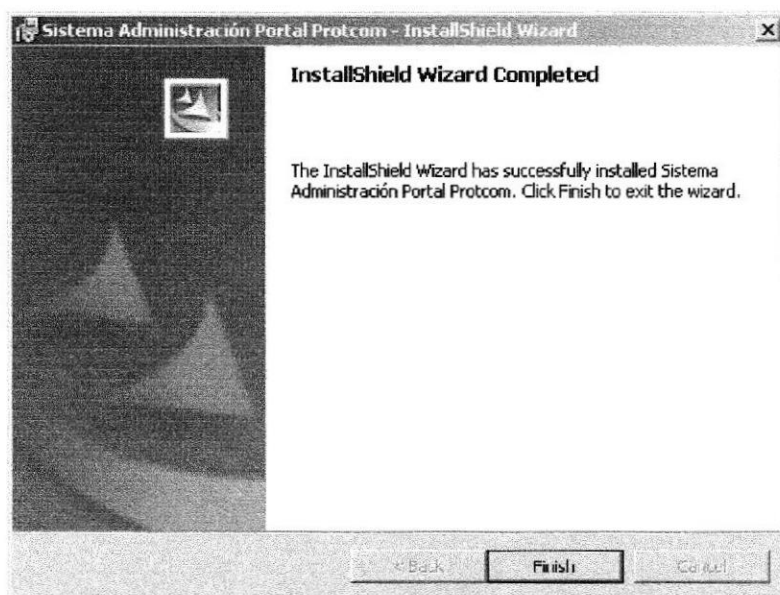 Sistema Administración Portal Protcom - InstallShield Wizard
InstallShield Wizard Completed
The InstallShield Wizard has successfully installed Sistema
Administración Portal Protcom. Click Finish to exit the wizard.
< Back
Finish
Cancel